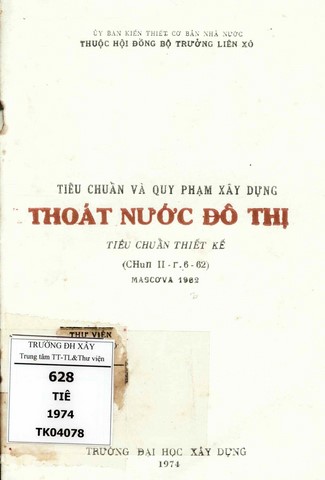 ỦY BAN KIẾN THIẾT CƠ BẢN NHÀ NƯỚC
THUỘC HỘI ĐỒNG BỘ TRƯỞNG LIÊN XÔ
TIÊU CHUẨN VÀ QUY PHẠM XÂY DỰNG
THOÁT NƯỚC ĐÔ THỊ
TIÊU CHUẨN THIẾT KẾ
(CHuп II - Г. 6 - 62)
MASCOVA 1962
THƯ VIỆN
TRƯỜNG ĐH XÂY
Trung tâm TT-TL&Thư viện
628
TIÊ
1974
TK04078
TRƯỜNG ĐẠI HỌC XÂY DỰNG
1974